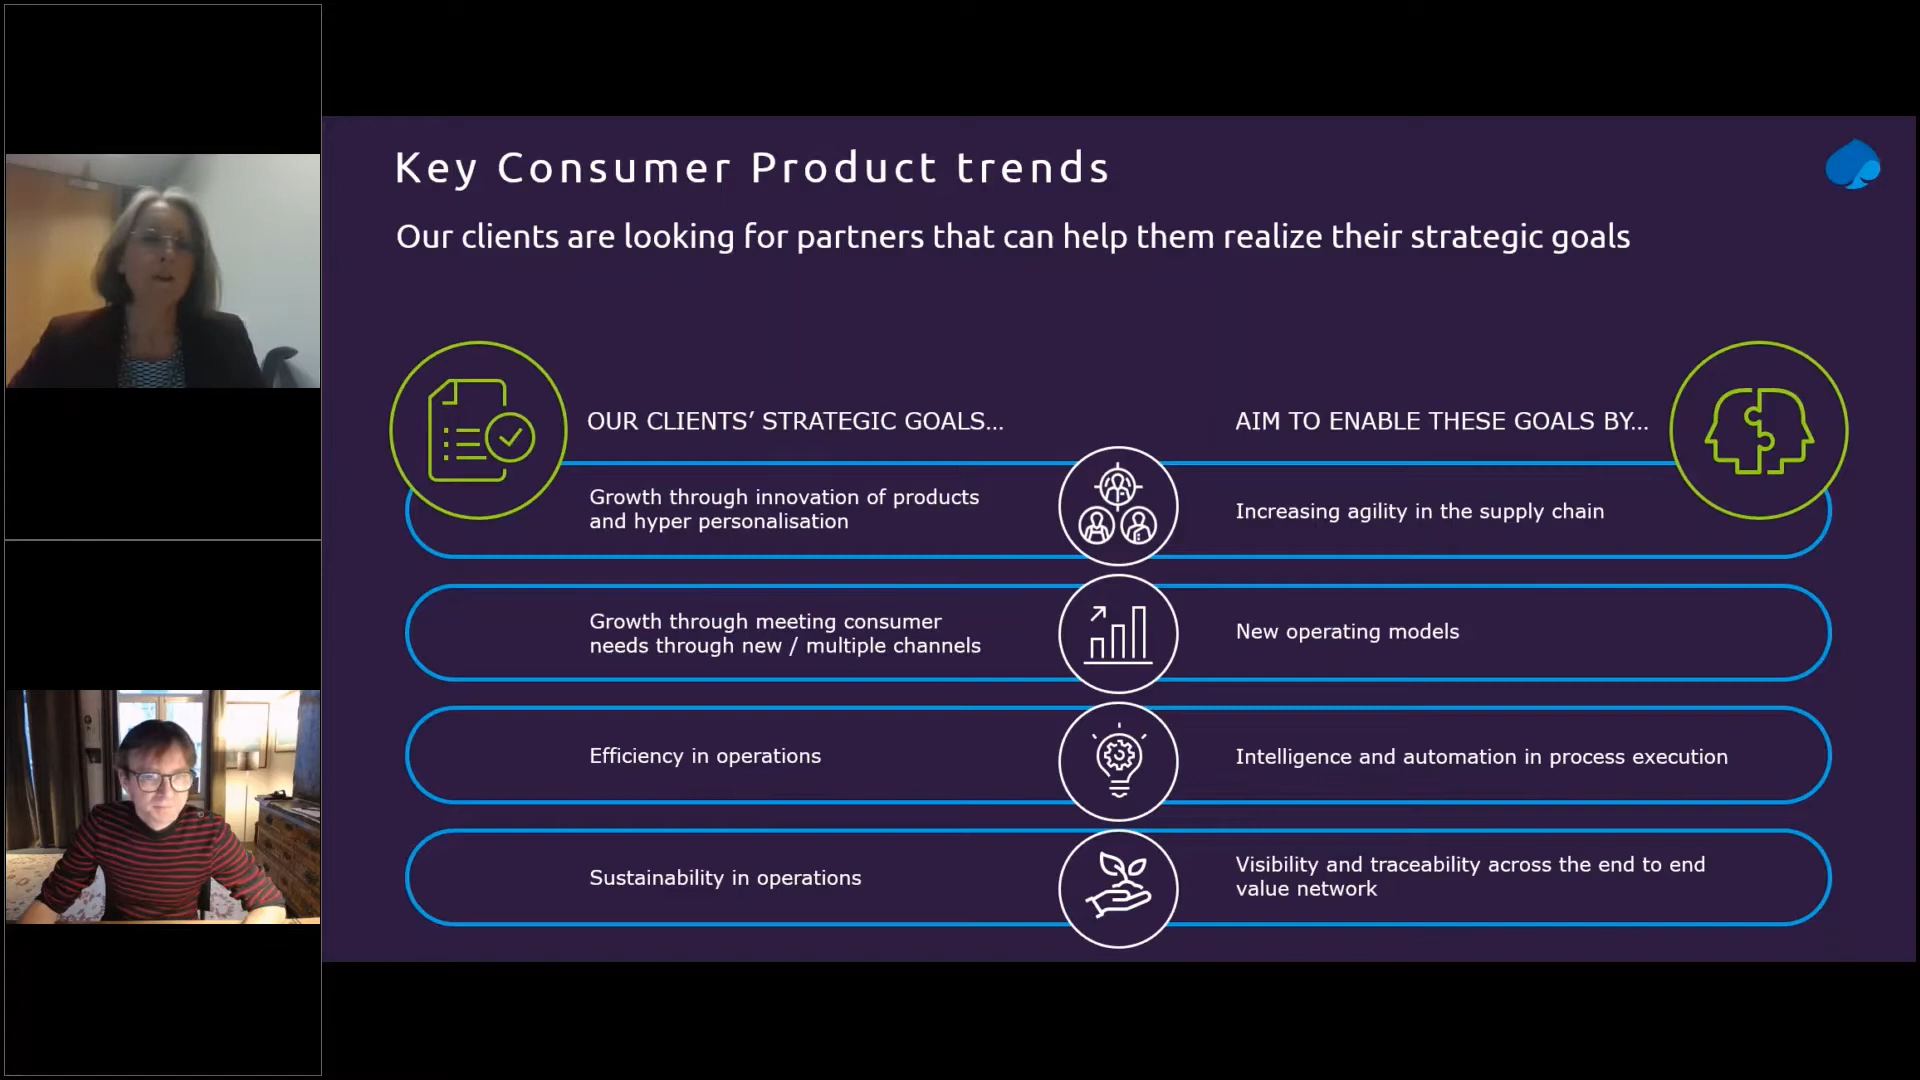 Key Consumer Product trends
Our clients are looking for partners that can help them realize their strategic goals
OUR CLIENTS’ STRATEGIC GOALS...
AIM TO ENABLE THESE GOALS BY...
Growth through innovation of products
and hyper personalisation
Increasing agility in the supply chain
Growth through meeting consumer
needs through new / multiple channels
New operating models
Efficiency in operations
Intelligence and automation in process execution
Sustainability in operations
Visibility and traceability across the end to end
value network